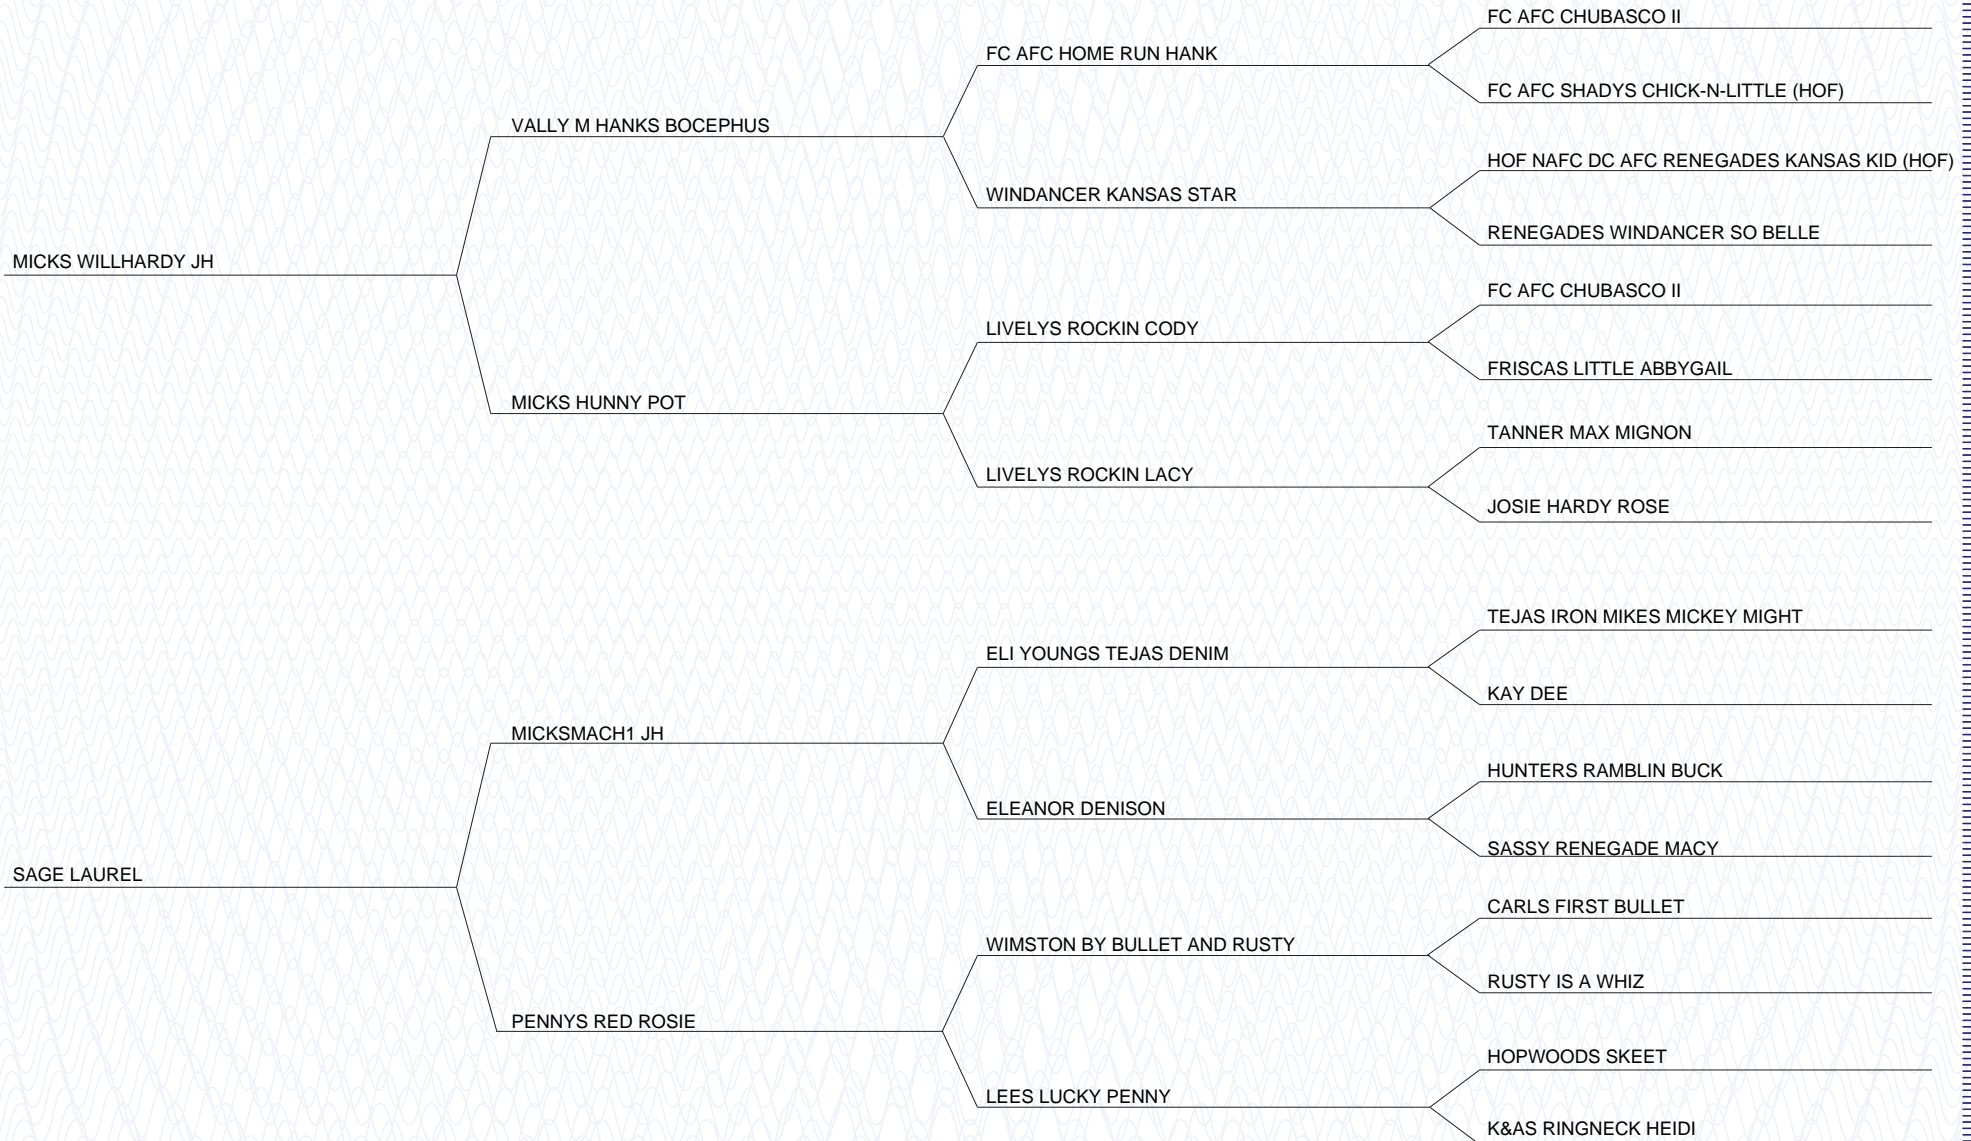 FC AFC CHUBASCO II
FC AFC HOME RUN HANK
FC AFC SHADYS CHICK-N-LITTLE (HOF)
VALLY M HANKS BOCEPHUS
HOF NAFC DC AFC RENEGADES KANSAS KID (HOF)
WINDANCER KANSAS STAR
RENEGADES WINDANCER SO BELLE
MICKS WILLHARDY JH
FC AFC CHUBASCO II
LIVELYS ROCKIN CODY
FRISCAS LITTLE ABBYGAIL
MICKS HUNNY POT
TANNER MAX MIGNON
LIVELYS ROCKIN LACY
JOSIE HARDY ROSE
TEJAS IRON MIKES MICKEY MIGHT
ELI YOUNGS TEJAS DENIM
KAY DEE
MICKSMACH1 JH
HUNTERS RAMBLIN BUCK
ELEANOR DENISON
SASSY RENEGADE MACY
SAGE LAUREL
CARLS FIRST BULLET
WIMSTON BY BULLET AND RUSTY
RUSTY IS A WHIZ
PENNYS RED ROSIE
HOPWOODS SKEET
LEES LUCKY PENNY
K&AS RINGNECK HEIDI